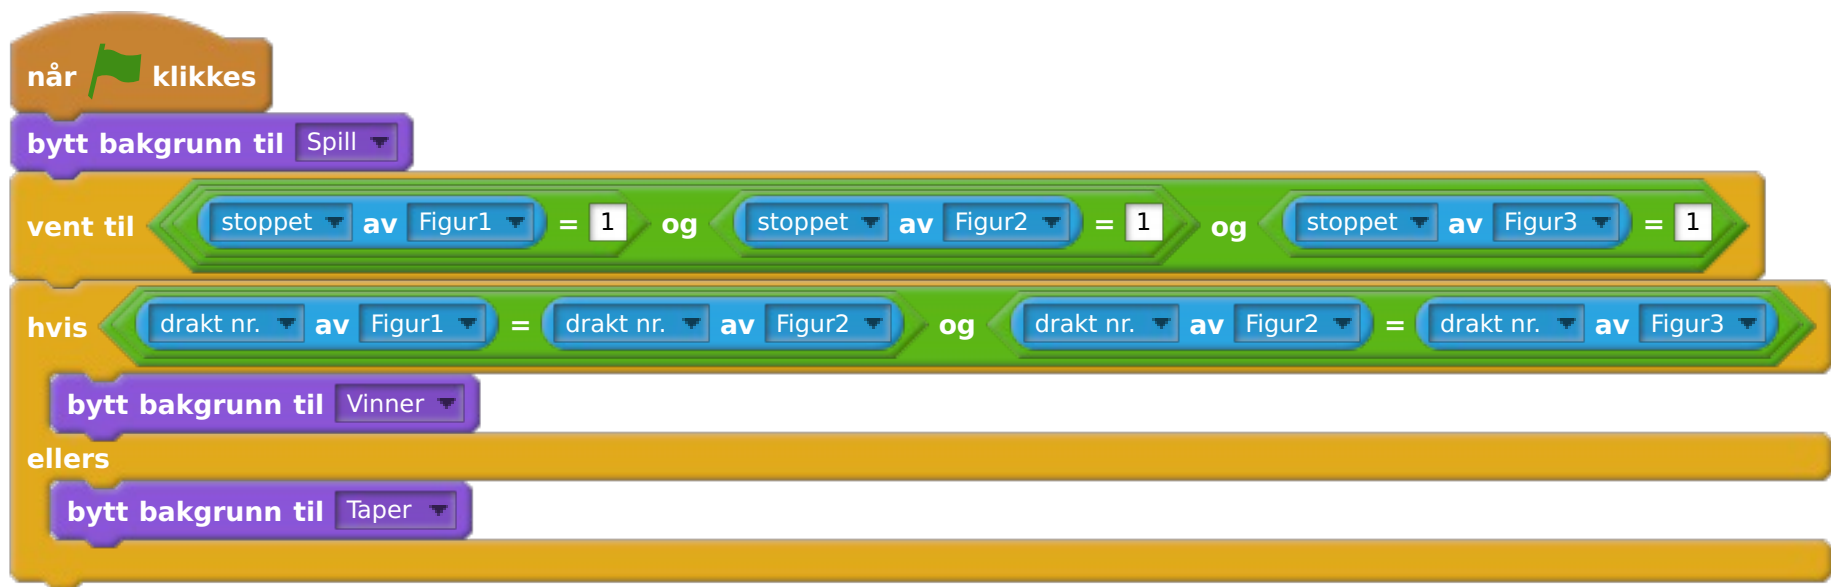 når klikkes
bytt bakgrunn til Spill
vent til stoppet av Figur1 = 1 og stoppet av Figur2 = 1 og stoppet av Figur3 = 1
hvis drakt nr. av Figur1 = drakt nr. av Figur2 og drakt nr. av Figur2 = drakt nr. av Figur3
bytt bakgrunn til Vinner
ellers
bytt bakgrunn til Taper